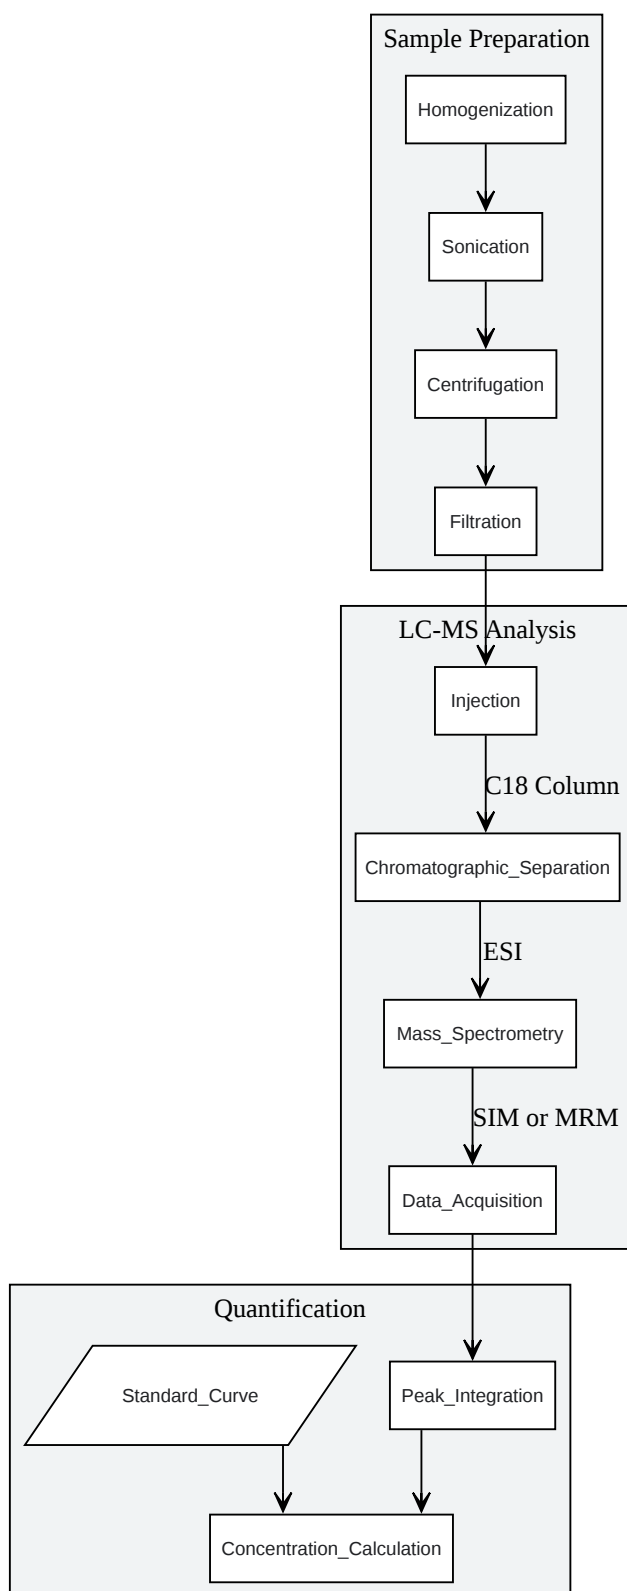 Sample Preparation
Homogenization
Sonication
Centrifugation
Filtration
LC-MS Analysis
Injection
C18 Column
Chromatographic_Separation
ESI
Mass_Spectrometry
SIM or MRM
Data_Acquisition
Quantification
Standard_Curve
Peak_Integration
Concentration_Calculation